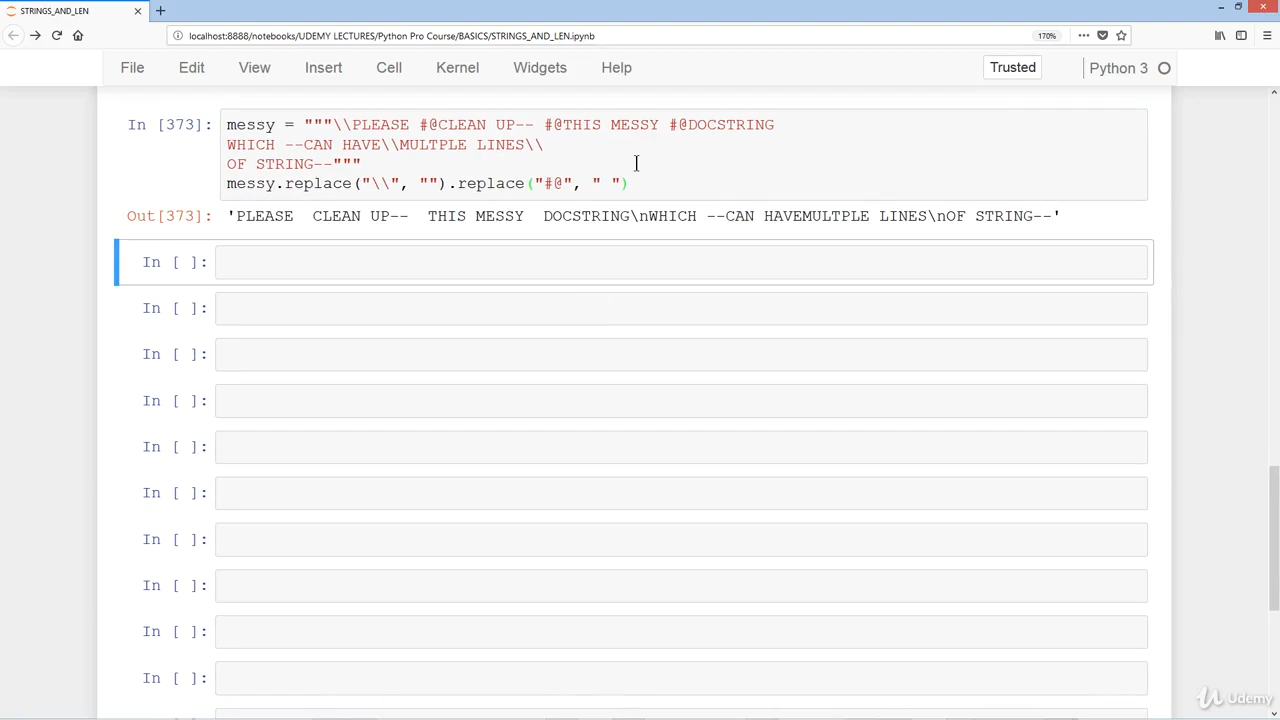 STRINGS_AND_LEN
localhost:8888/notebooks/UDEMY LECTURES/Python Pro Course/BASICS/STRINGS_AND_LEN.ipynb
170%
File Edit View Insert Cell Kernel Widgets Help
Trusted
Python 3
In [373]: messy = """\\PLEASE #@CLEAN UP-- #@THIS MESSY #@DOCSTRING
WHICH --CAN HAVE\\MULTPLE LINES\\
OF STRING--"""
messy.replace("\\", "").replace("#@", " ")
Out[373]: 'PLEASE  CLEAN UP--  THIS MESSY  DOCSTRING\nWHICH --CAN HAVEMULTPLE LINES\nOF STRING--'
In [ ]:
In [ ]:
In [ ]:
In [ ]:
In [ ]:
In [ ]:
In [ ]:
In [ ]:
In [ ]:
In [ ]:
Udemy